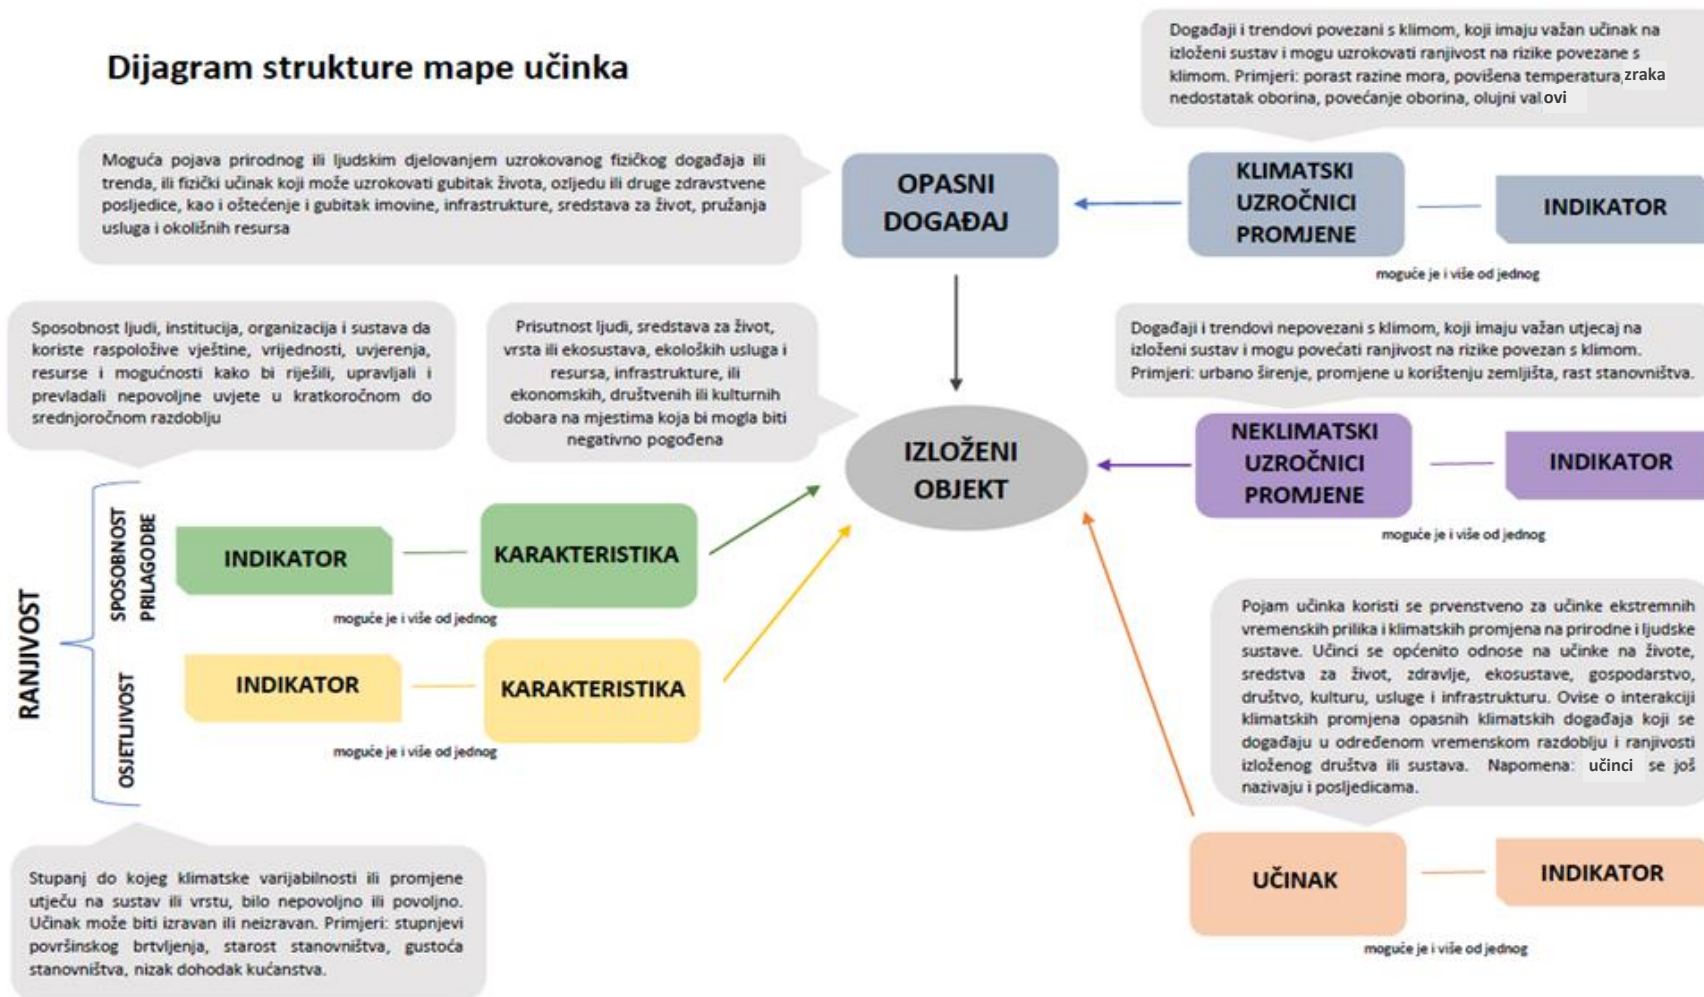 Dijagram strukture mape učinka
Događaji i trendovi povezani s klimom, koji imaju važan učinak na
izloženi sustav i mogu uzrokovati ranjivost na rizike povezane s
klimom. Primjeri: porast razine mora, povišena temperatura, zraka
nedostatak oborina, povećanje oborina, olujni valovi
Moguća pojava prirodnog ili ljudskim djelovanjem uzrokovanog fizičkog događaja ili
trenda, ili fizički učinak koji može uzrokovati gubitak života, ozljedu ili druge zdravstvene
posljedice, kao i oštećenje i gubitak imovine, infrastrukture, sredstava za život, pružanja
usluga i okolišnih resursa
OPASNI
DOGAĐAJ
KLIMATSKI
UZROČNICI
PROMJENE
INDIKATOR
moguće je i više od jednog
Sposobnost ljudi, institucija, organizacija i sustava da
koriste raspoložive vještine, vrijednosti, uvjerenja,
resurse i mogućnosti kako bi riješili, upravljali i
prevladali nepovoljne uvjete u kratkoročnom do
srednjoročnom razdoblju
Prisutnost ljudi, sredstava za život,
vrsta ili ekosustava, ekoloških usluga i
resursa, infrastrukture, ili
ekonomskih, društvenih ili kulturnih
dobara na mjestima koja bi mogla biti
negativno pogođena
Događaji i trendovi nepovezani s klimom, koji imaju važan utjecaj na
izloženi sustav i mogu povećati ranjivost na rizike povezan s klimom.
Primjeri: urbano širenje, promjene u korištenju zemljišta, rast stanovništva.
IZLOŽENI
OBJEKT
NEKLIMATSKI
UZROČNICI
PROMJENE
INDIKATOR
moguće je i više od jednog
RANJIVOST
SPOSOBNOST
PRILAGODBE
INDIKATOR
KARAKTERISTIKA
moguće je i više od jednog
OSJETLJIVOST
INDIKATOR
KARAKTERISTIKA
moguće je i više od jednog
Pojam učinka koristi se prvenstveno za učinke ekstremnih
vremenskih prilika i klimatskih promjena na prirodne i ljudske
sustave. Učinci se općenito odnose na učinke na živote,
sredstva za život, zdravlje, ekosustave, gospodarstvo,
društvo, kulturu, usluge i infrastrukturu. Ovise o interakciji
klimatskih promjena opasnih klimatskih događaja koji se
događaju u određenom vremenskom razdoblju i ranjivosti
izloženog društva ili sustava. Napomena: učinci se još
nazivaju i posljedicama.
Stupanj do kojeg klimatske varijabilnosti ili promjene
utječu na sustav ili vrstu, bilo nepovoljno ili povoljno.
Učinak može biti izravan ili neizravan. Primjeri: stupnjevi
površinskog brtvljenja, starost stanovništva, gustoća
stanovništva, nizak dohodak kućanstva.
UČINAK
INDIKATOR
moguće je i više od jednog